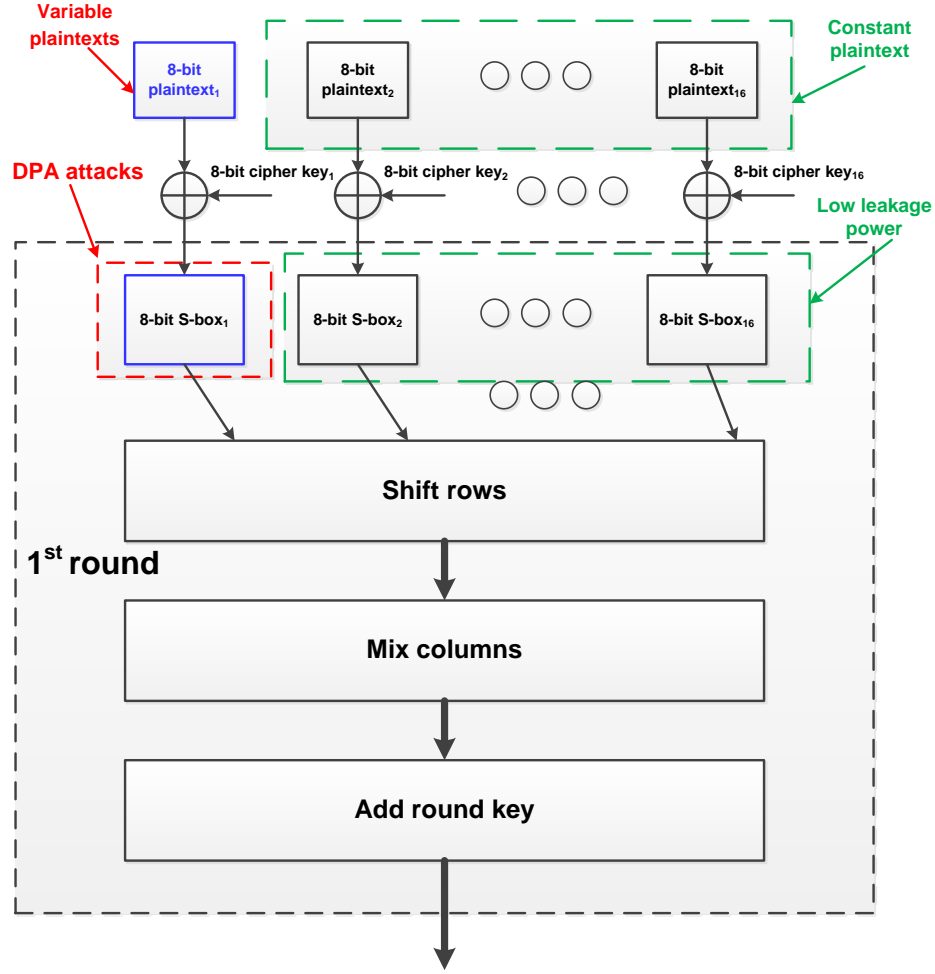 Variable
plaintexts
Constant
plaintext
8-bit
plaintext₁
8-bit
plaintext₂
8-bit
plaintext₁₆
DPA attacks
8-bit cipher key₁
8-bit cipher key₂
8-bit cipher key₁₆
Low leakage
power
8-bit S-box₁
8-bit S-box₂
8-bit S-box₁₆
Shift rows
1ˢᵗ round
Mix columns
Add round key